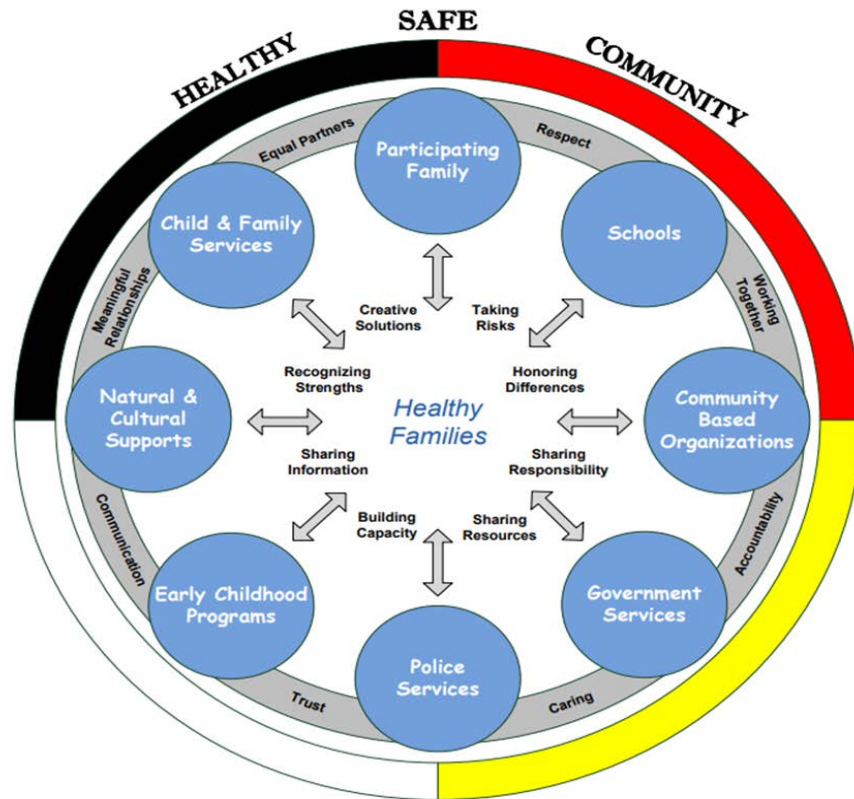 HEALTHY
SAFE
COMMUNITY
Equal Partners
Respect
Participating
Family
Child & Family
Services
Schools
Meaningful
Relationships
Working
Together
Creative
Solutions
Taking
Risks
Recognizing
Strengths
Honoring
Differences
Natural &
Cultural
Supports
Healthy
Families
Community
Based
Organizations
Sharing
Information
Sharing
Responsibility
Building
Capacity
Sharing
Resources
Communication
Accountability
Early Childhood
Programs
Government
Services
Police
Services
Trust
Caring